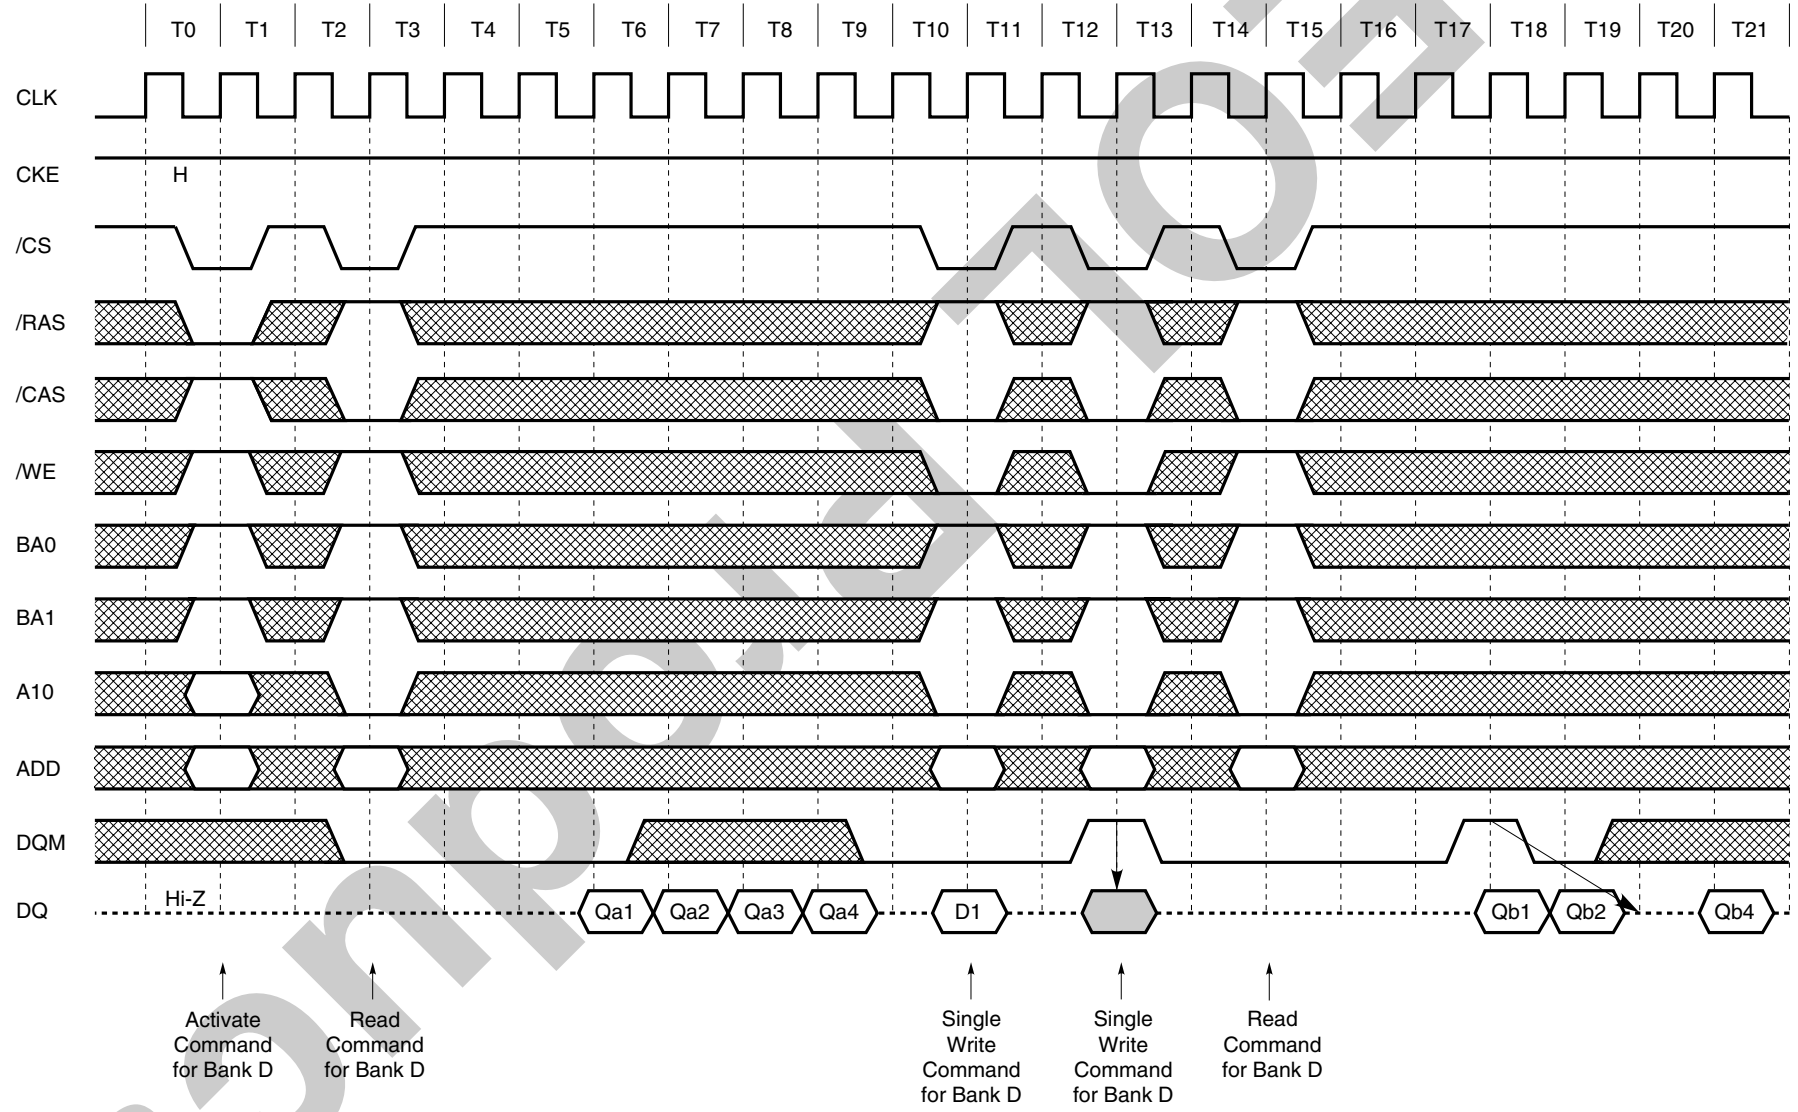 T0 T1 T2 T3 T4 T5 T6 T7 T8 T9 T10 T11 T12 T13 T14 T15 T16 T17 T18 T19 T20 T21
CLK
CKE H
/CS
/RAS
/CAS
/WE
BA0
BA1
A10
ADD
DQM
DQ Hi-Z Qa1 Qa2 Qa3 Qa4 D1 Qb1 Qb2 Qb4
Activate
Command
for Bank D
Read
Command
for Bank D
Single
Write
Command
for Bank D
Single
Write
Command
for Bank D
Read
Command
for Bank D